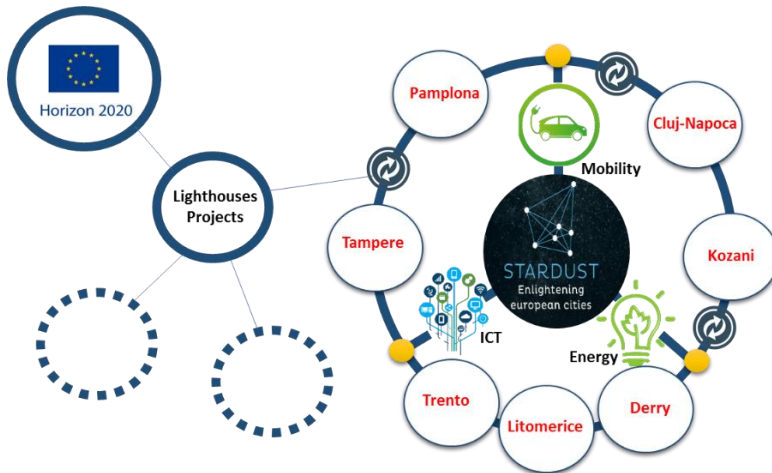 Horizon 2020
Lighthouses
Projects
Pamplona
Cluj-Napoca
Mobility
Tampere
Kozani
STARDUST
Enlightening
european cities
ICT
Energy
Trento
Litomerice
Derry